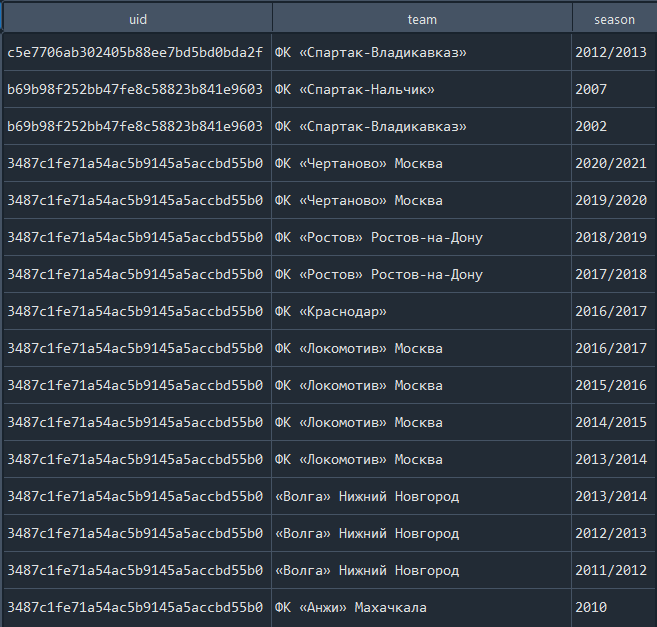 uid team season
c5e7706ab302405b88ee7bd5bd0bda2f ФК «Спартак-Владикавказ» 2012/2013
b69b98f252bb47fe8c58823b841e9603 ФК «Спартак-Нальчик» 2007
b69b98f252bb47fe8c58823b841e9603 ФК «Спартак-Владикавказ» 2002
3487c1fe71a54ac5b9145a5accbd55b0 ФК «Чертаново» Москва 2020/2021
3487c1fe71a54ac5b9145a5accbd55b0 ФК «Чертаново» Москва 2019/2020
3487c1fe71a54ac5b9145a5accbd55b0 ФК «Ростов» Ростов-на-Дону 2018/2019
3487c1fe71a54ac5b9145a5accbd55b0 ФК «Ростов» Ростов-на-Дону 2017/2018
3487c1fe71a54ac5b9145a5accbd55b0 ФК «Краснодар» 2016/2017
3487c1fe71a54ac5b9145a5accbd55b0 ФК «Локомотив» Москва 2016/2017
3487c1fe71a54ac5b9145a5accbd55b0 ФК «Локомотив» Москва 2015/2016
3487c1fe71a54ac5b9145a5accbd55b0 ФК «Локомотив» Москва 2014/2015
3487c1fe71a54ac5b9145a5accbd55b0 ФК «Локомотив» Москва 2013/2014
3487c1fe71a54ac5b9145a5accbd55b0 «Волга» Нижний Новгород 2013/2014
3487c1fe71a54ac5b9145a5accbd55b0 «Волга» Нижний Новгород 2012/2013
3487c1fe71a54ac5b9145a5accbd55b0 «Волга» Нижний Новгород 2011/2012
3487c1fe71a54ac5b9145a5accbd55b0 ФК «Анжи» Махачкала 2010